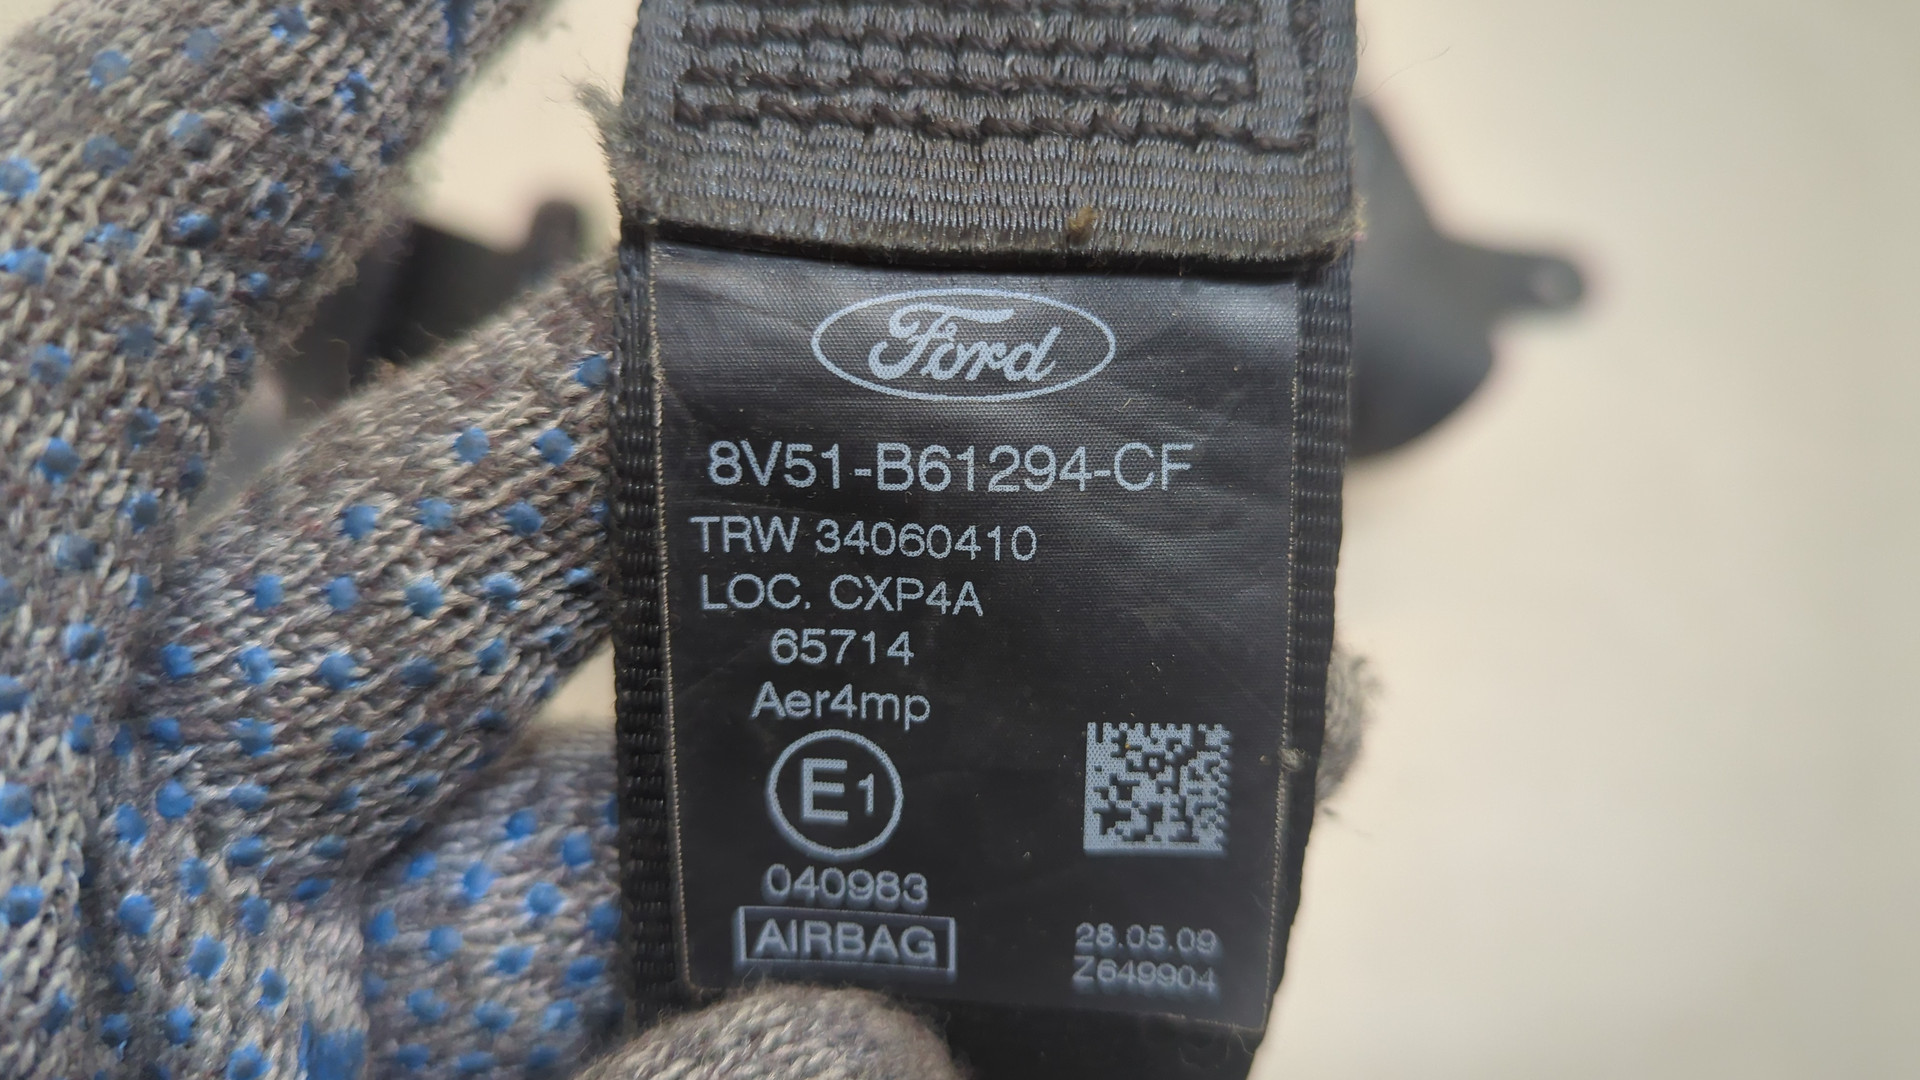 Ford
8V51-B61294-CF
TRW 34060410
LOC. CXP4A
65714
Aer4mp
E1
040983
AIRBAG
28.05.09
Z649904